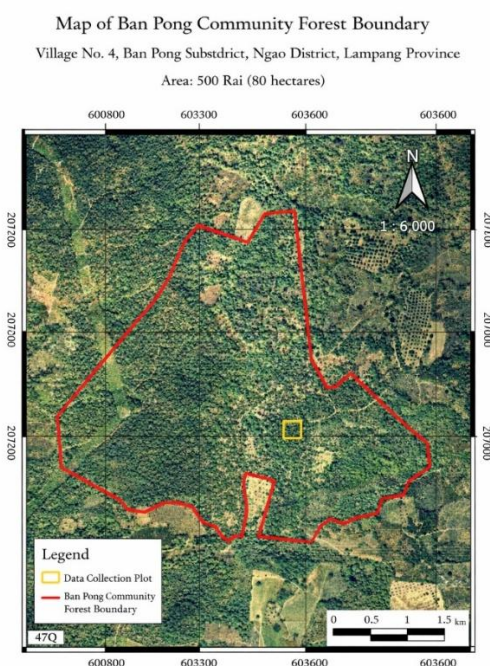 Map of Ban Pong Community Forest Boundary
Village No. 4, Ban Pong Substdrict, Ngao District, Lampang Province
Area: 500 Rai (80 hectares)
600800 603300 603600 603600
N
1 : 6 000
207200 207100
207000 207000
207200 207000
Legend
Data Collection Plot
Ban Pong Community
Forest Boundary
0 0.5 1 1.5 km
47Q
600800 603300 603600 603600